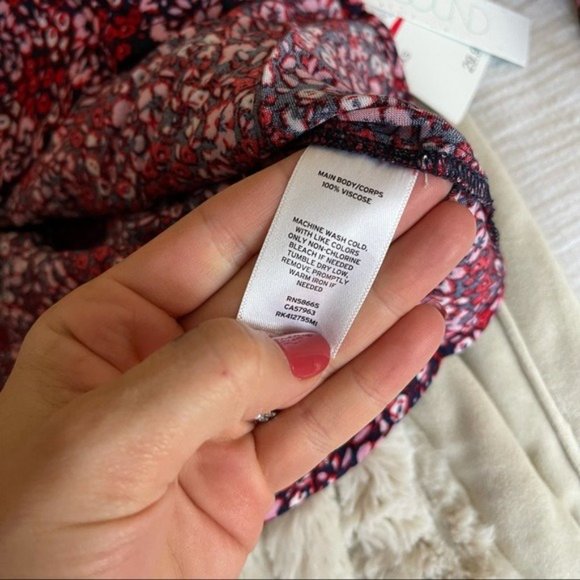 MAIN BODY/CORPS
100% VISCOSE
MACHINE WASH COLD,
WITH LIKE COLORS
ONLY NON-CHLORINE
BLEACH IF NEEDED
TUMBLE DRY LOW,
REMOVE PROMPTLY
WARM IRON IF
NEEDED
RN58665
CA57963
RK412755MI